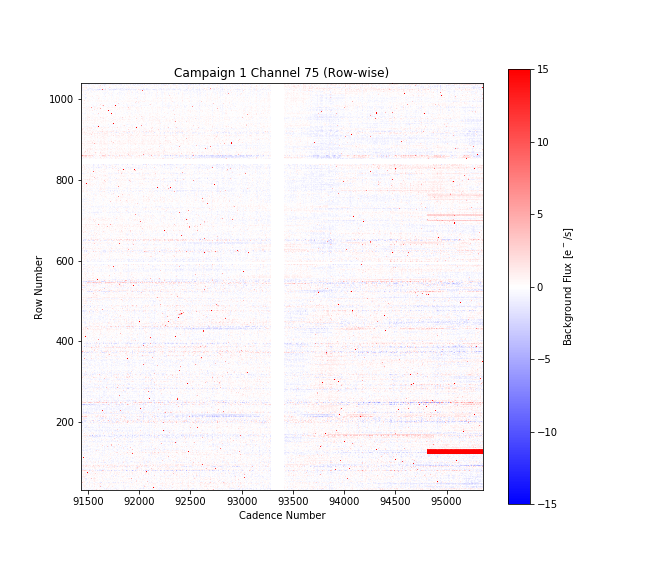 Campaign 1 Channel 75 (Row-wise)
1000
800
600
400
200
Row Number
91500 92000 92500 93000 93500 94000 94500 95000
Cadence Number
15
10
5
0
−5
−10
−15
Background Flux [e⁻/s]